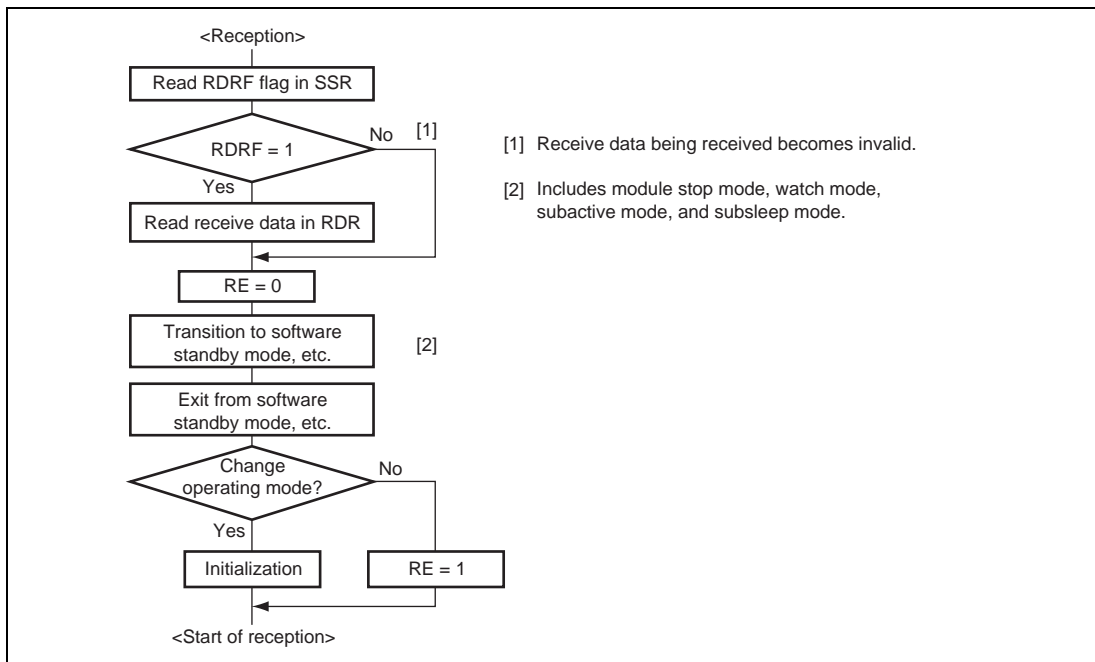 <Reception>
Read RDRF flag in SSR
RDRF = 1
No
[1]
Yes
Read receive data in RDR
RE = 0
Transition to software
standby mode, etc.
[2]
Exit from software
standby mode, etc.
Change
operating mode?
No
Yes
Initialization
RE = 1
<Start of reception>
[1] Receive data being received becomes invalid.
[2] Includes module stop mode, watch mode,
subactive mode, and subsleep mode.